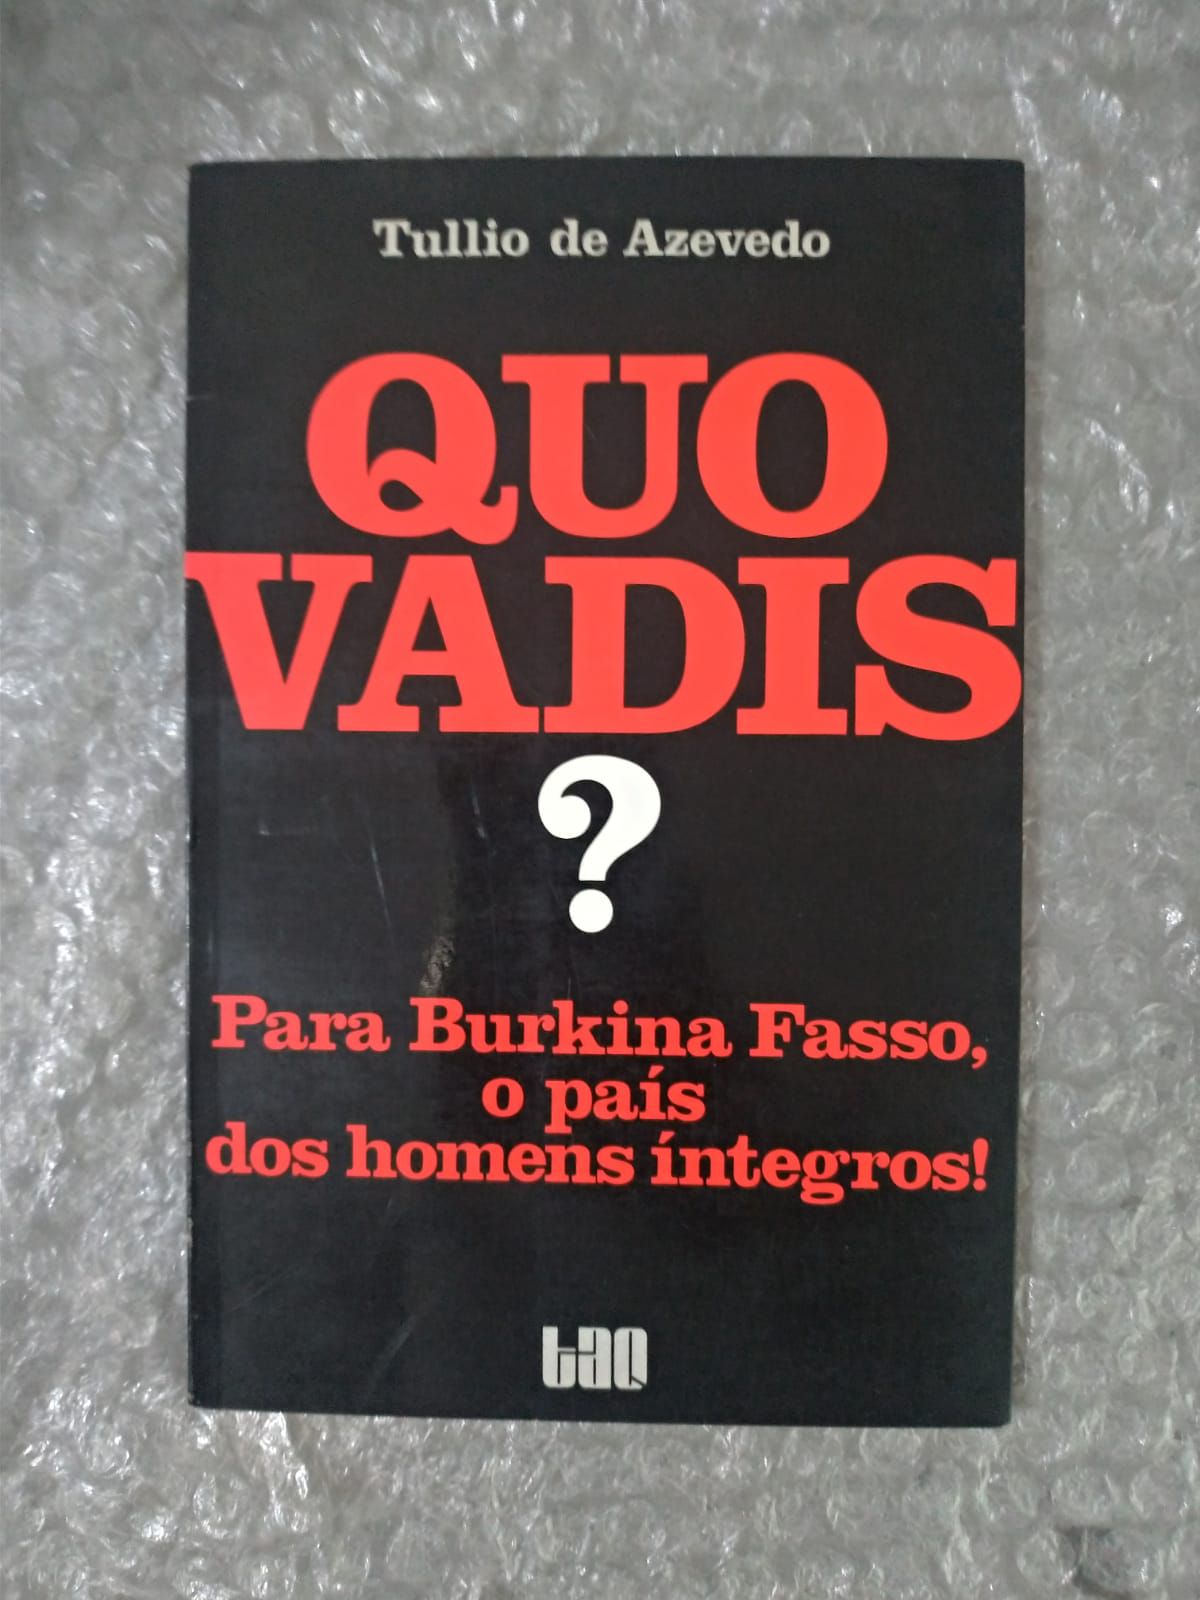 Tullio de Azevedo
QUO
VADIS
?
Para Burkina Fasso,
o país
dos homens íntegros!
taq